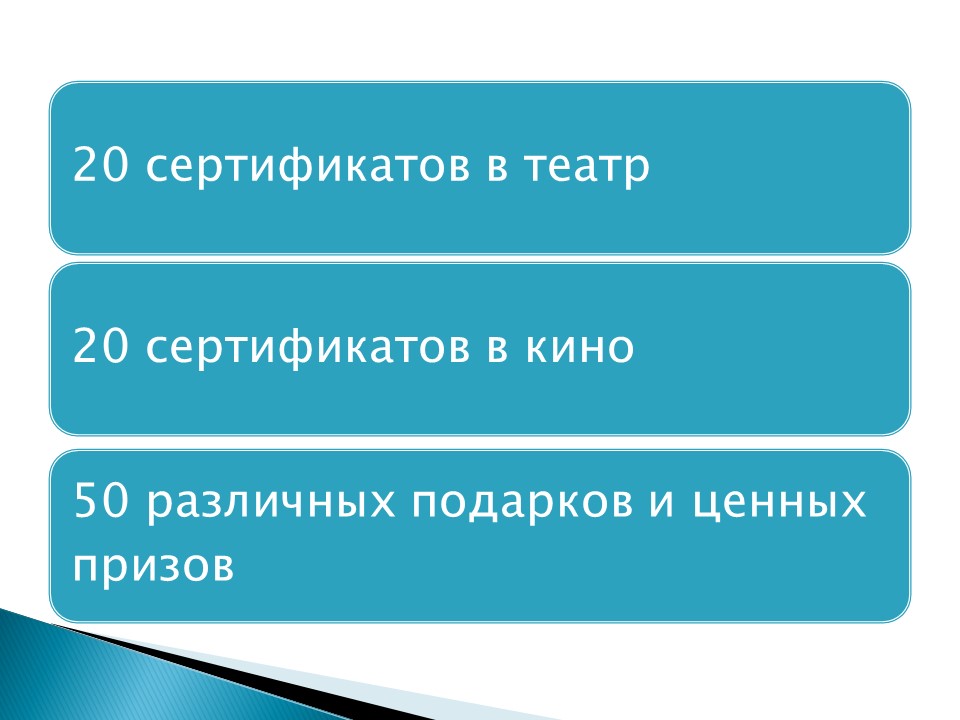 20 сертификатов в театр
20 сертификатов в кино
50 различных подарков и ценных
призов